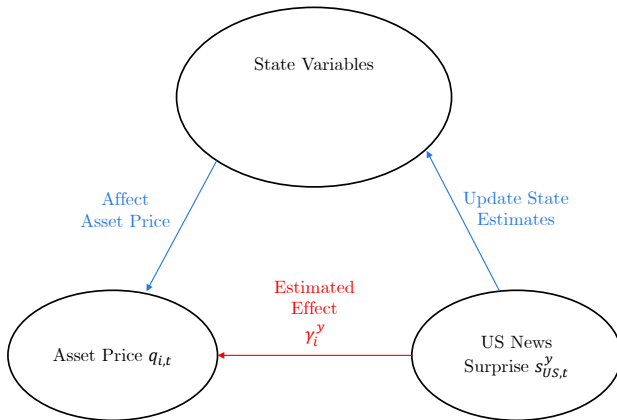 State Variables
Affect
Asset Price
Update State
Estimates
Estimated
Effect
γ_i^y
Asset Price q_{i,t}
US News
Surprise s_{US,t}^y